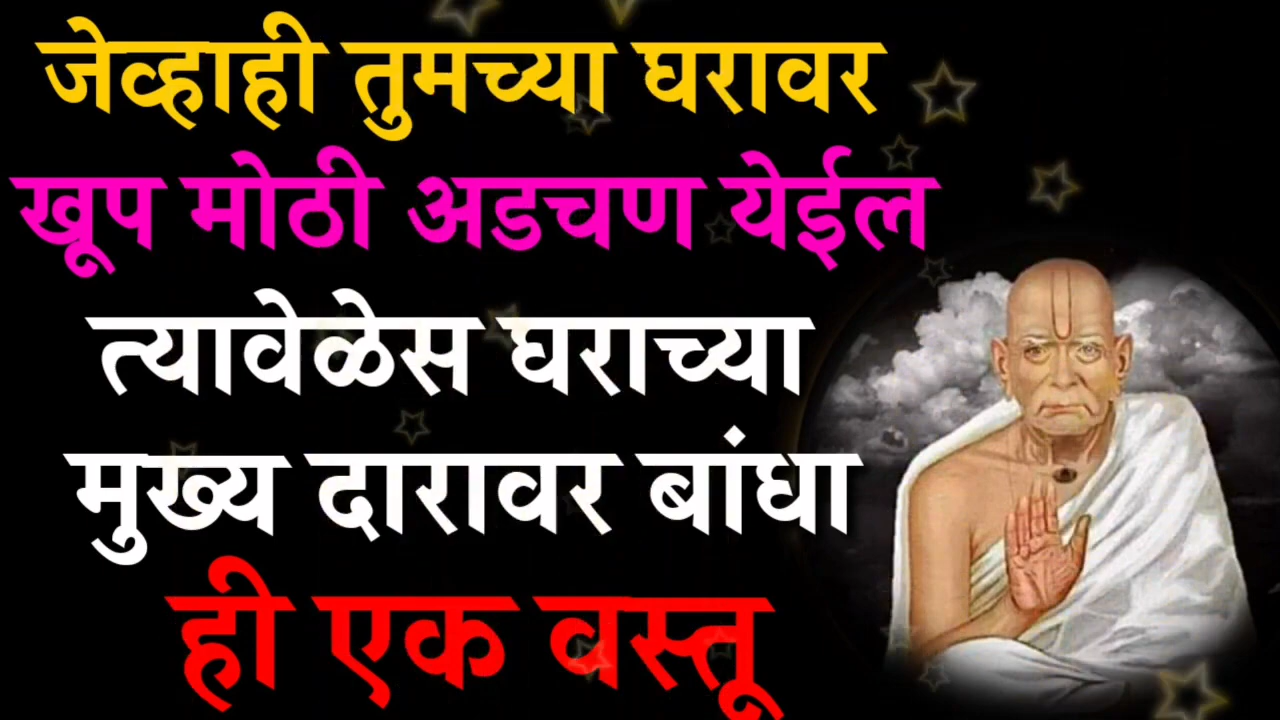 जेव्हाही तुमच्या घरावर
खूप मोठी अडचण येईल
त्यावेळेस घराच्या
मुख्य दारावर बांधा
ही एक वस्तू